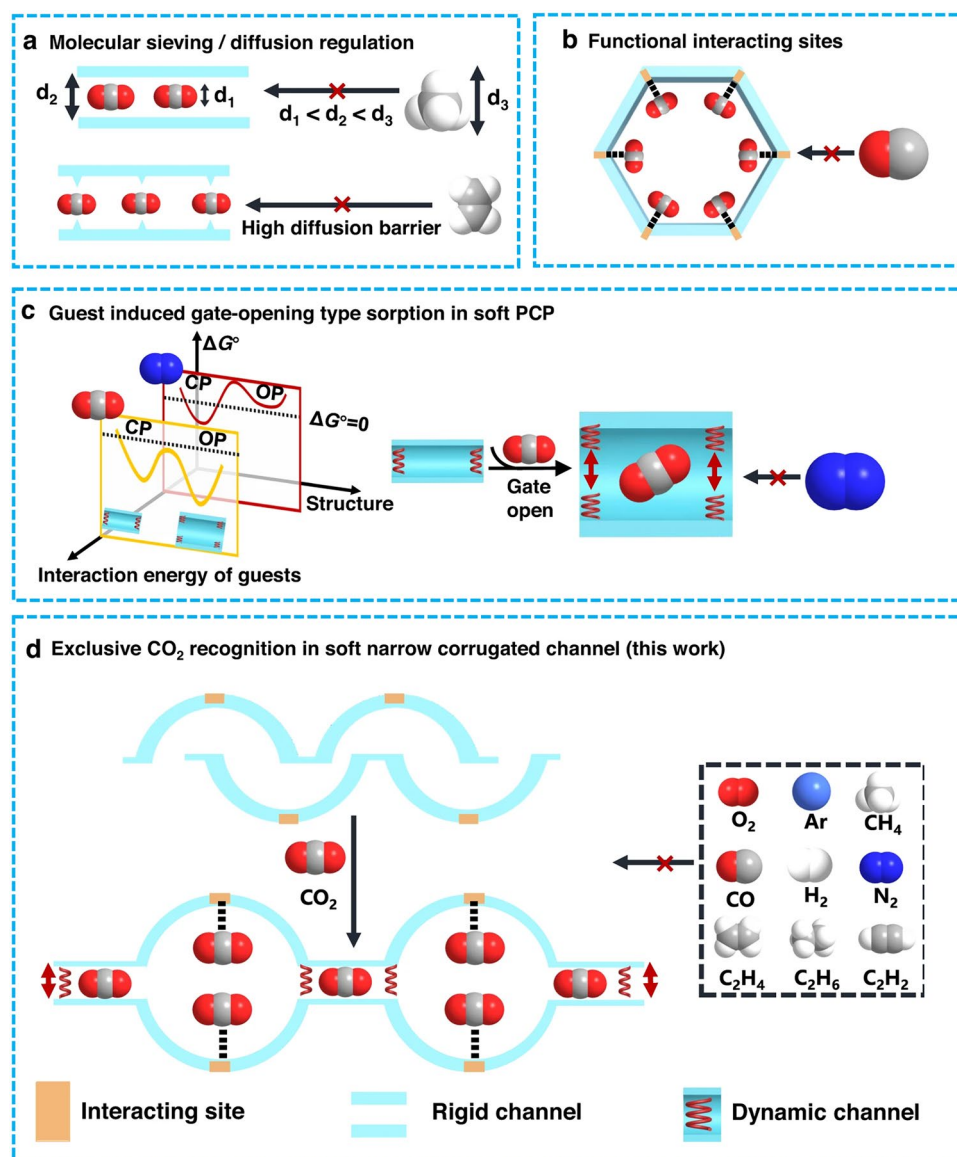 a Molecular sieving / diffusion regulation
d₂
d₁
d₁ < d₂ < d₃
d₃
High diffusion barrier
b Functional interacting sites
c Guest induced gate-opening type sorption in soft PCP
ΔG°
CP
OP
ΔG°=0
CP
OP
Structure
Interaction energy of guests
Gate
open
d Exclusive CO₂ recognition in soft narrow corrugated channel (this work)
CO₂
O₂ Ar CH₄
CO H₂ N₂
C₂H₄ C₂H₆ C₂H₂
Interacting site
Rigid channel
Dynamic channel